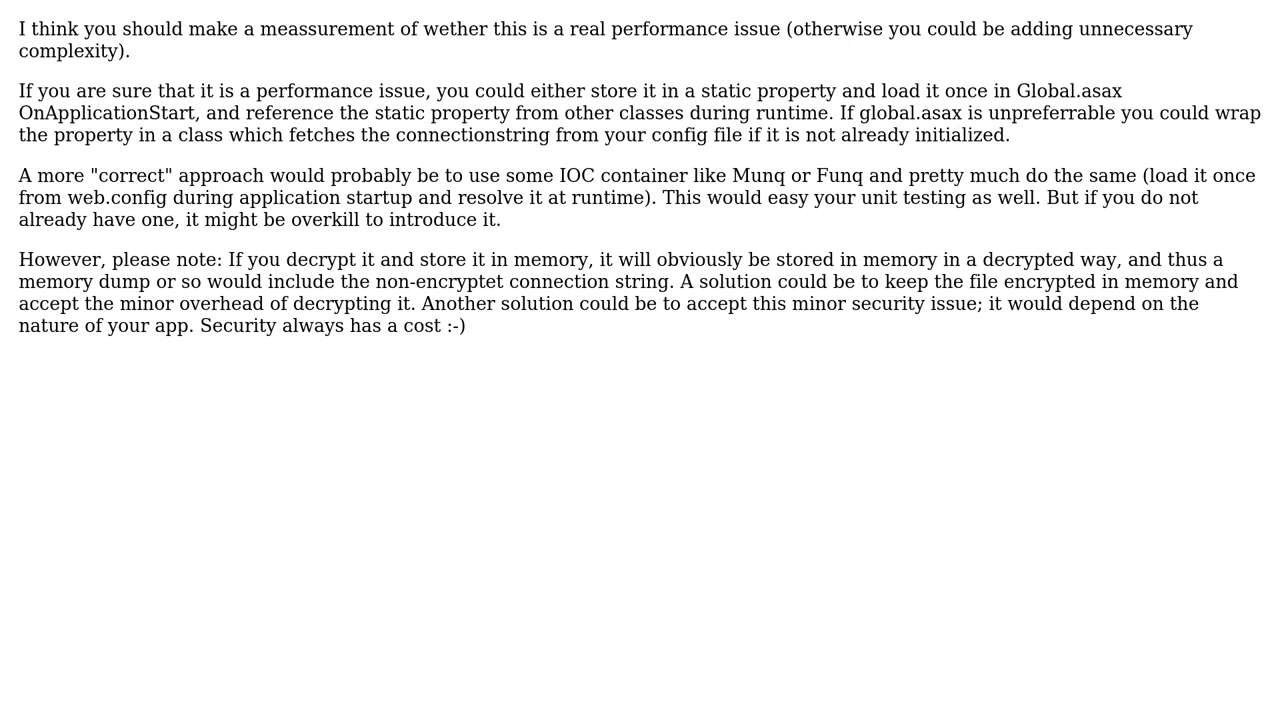 I think you should make a meassurement of wether this is a real performance issue (otherwise you could be adding unnecessary
complexity).
If you are sure that it is a performance issue, you could either store it in a static property and load it once in Global.asax
OnApplicationStart, and reference the static property from other classes during runtime. If global.asax is unpreferrable you could wrap
the property in a class which fetches the connectionstring from your config file if it is not already initialized.
A more "correct" approach would probably be to use some IOC container like Munq or Funq and pretty much do the same (load it once
from web.config during application startup and resolve it at runtime). This would easy your unit testing as well. But if you do not
already have one, it might be overkill to introduce it.
However, please note: If you decrypt it and store it in memory, it will obviously be stored in memory in a decrypted way, and thus a
memory dump or so would include the non-encryptet connection string. A solution could be to keep the file encrypted in memory and
accept the minor overhead of decrypting it. Another solution could be to accept this minor security issue; it would depend on the
nature of your app. Security always has a cost :-)